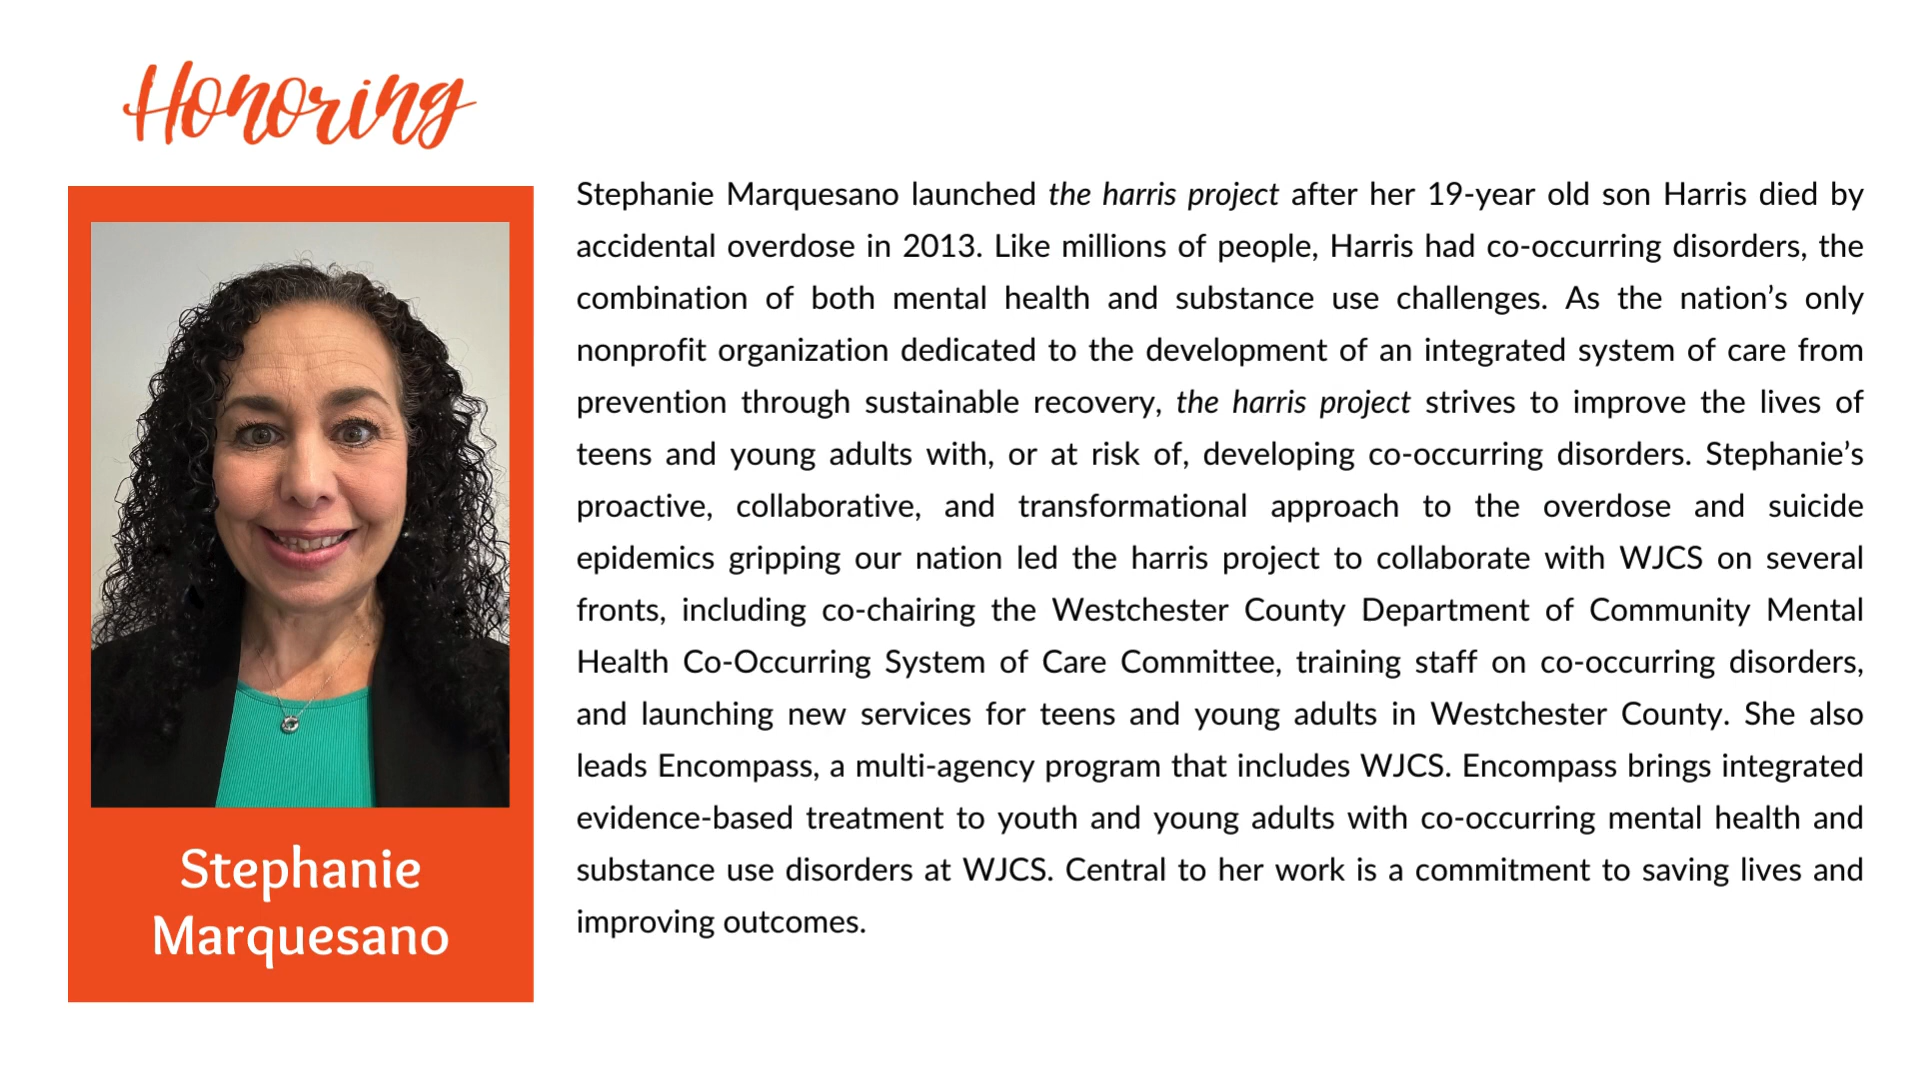 Honoring
Stephanie
Marquesano
Stephanie Marquesano launched the harris project after her 19-year old son Harris died by
accidental overdose in 2013. Like millions of people, Harris had co-occurring disorders, the
combination of both mental health and substance use challenges. As the nation’s only
nonprofit organization dedicated to the development of an integrated system of care from
prevention through sustainable recovery, the harris project strives to improve the lives of
teens and young adults with, or at risk of, developing co-occurring disorders. Stephanie’s
proactive, collaborative, and transformational approach to the overdose and suicide
epidemics gripping our nation led the harris project to collaborate with WJCS on several
fronts, including co-chairing the Westchester County Department of Community Mental
Health Co-Occurring System of Care Committee, training staff on co-occurring disorders,
and launching new services for teens and young adults in Westchester County. She also
leads Encompass, a multi-agency program that includes WJCS. Encompass brings integrated
evidence-based treatment to youth and young adults with co-occurring mental health and
substance use disorders at WJCS. Central to her work is a commitment to saving lives and
improving outcomes.